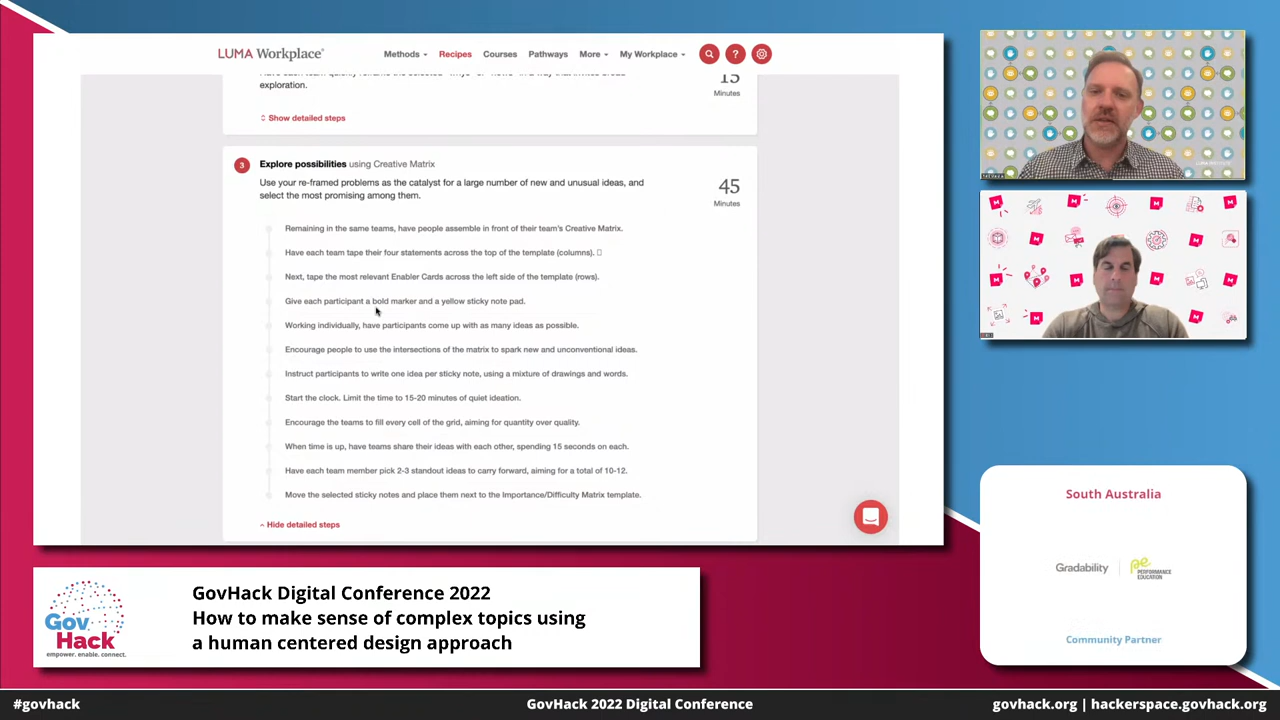 LUMA Workplace®
Methods Recipes Courses Pathways More My Workplace
exploration.
15
Minutes
Show detailed steps
3
Explore possibilities using Creative Matrix
Use your re-framed problems as the catalyst for a large number of new and unusual ideas, and
select the most promising among them.
45
Minutes
Remaining in the same teams, have people assemble in front of their team's Creative Matrix.
Have each team tape their four statements across the top of the template (columns).
Next, tape the most relevant Enabler Cards across the left side of the template (rows).
Give each participant a bold marker and a yellow sticky note pad.
Working individually, have participants come up with as many ideas as possible.
Encourage people to use the intersections of the matrix to spark new and unconventional ideas.
Instruct participants to write one idea per sticky note, using a mixture of drawings and words.
Start the clock. Limit the time to 15-20 minutes of quiet ideation.
Encourage the teams to fill every cell of the grid, aiming for quantity over quality.
When time is up, have teams share their ideas with each other, spending 15 seconds on each.
Have each team member pick 2-3 standout ideas to carry forward, aiming for a total of 10-12.
Move the selected sticky notes and place them next to the Importance/Difficulty Matrix template.
Hide detailed steps
South Australia
Gradability
pe PERFORMANCE
EDUCATION
Community Partner
Gov
Hack
empower. enable. connect.
GovHack Digital Conference 2022
How to make sense of complex topics using
a human centered design approach
#govhack
GovHack 2022 Digital Conference
govhack.org | hackerspace.govhack.org